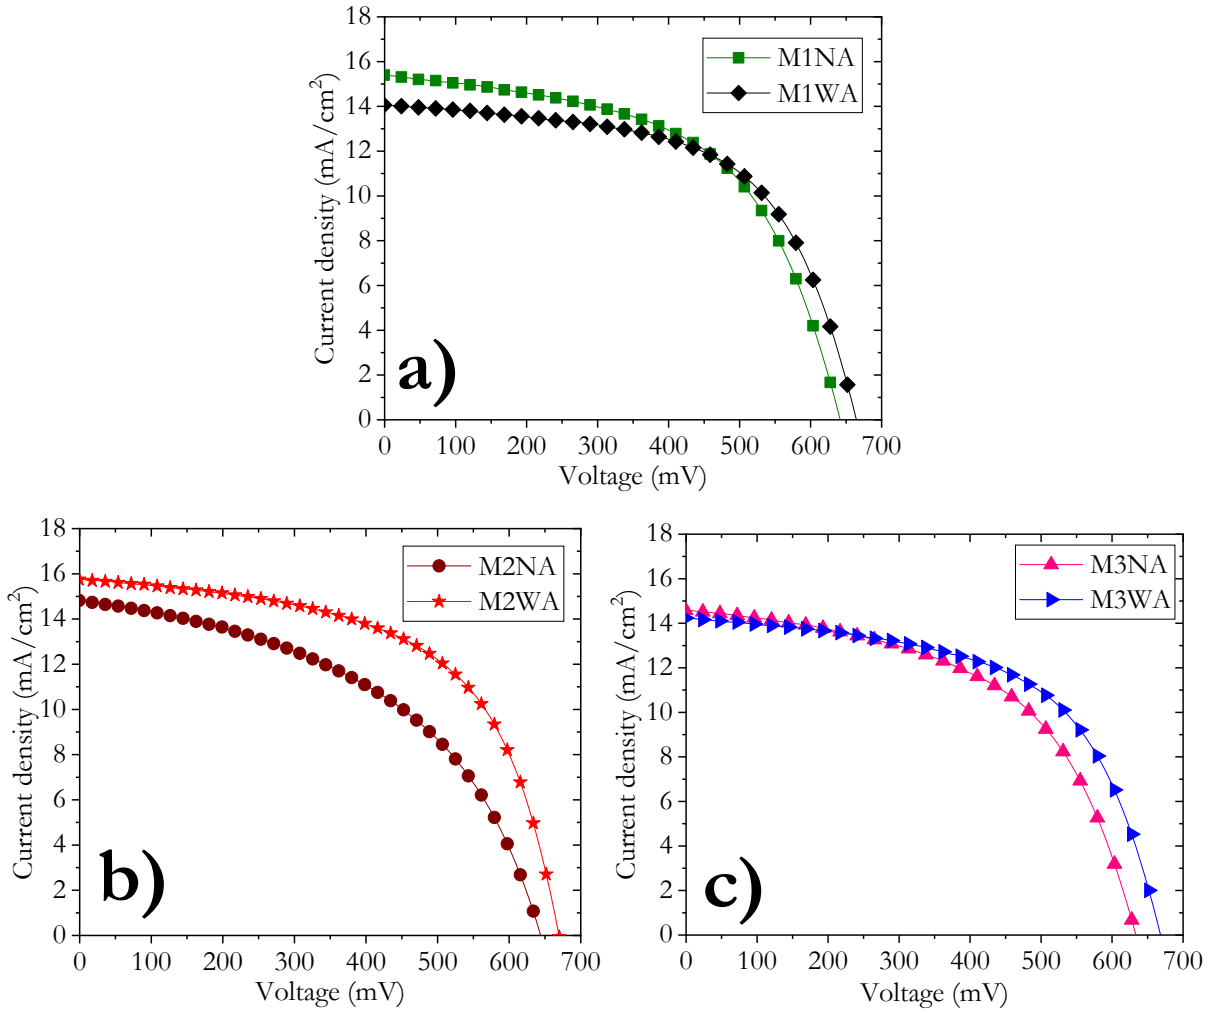 18
16
14
12
10
8
6
4
2
0
Current density (mA/cm²)
M1NA
M1WA
a)
0 100 200 300 400 500 600 700
Voltage (mV)
18
16
14
12
10
8
6
4
2
0
Current density (mA/cm²)
M2NA
M2WA
b)
0 100 200 300 400 500 600 700
Voltage (mV)
18
16
14
12
10
8
6
4
2
0
Current density (mA/cm²)
M3NA
M3WA
c)
0 100 200 300 400 500 600 700
Voltage (mV)